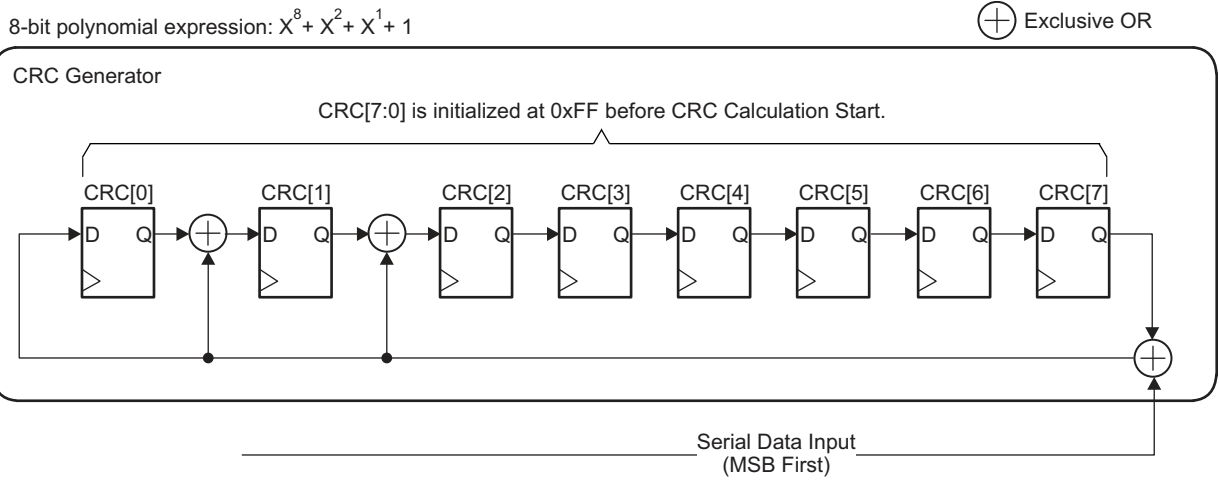 8-bit polynomial expression: X⁸+ X²+ X¹+ 1
Exclusive OR
CRC Generator
CRC[7:0] is initialized at 0xFF before CRC Calculation Start.
CRC[0] CRC[1] CRC[2] CRC[3] CRC[4] CRC[5] CRC[6] CRC[7]
D Q D Q D Q D Q D Q D Q D Q D Q
Serial Data Input
(MSB First)